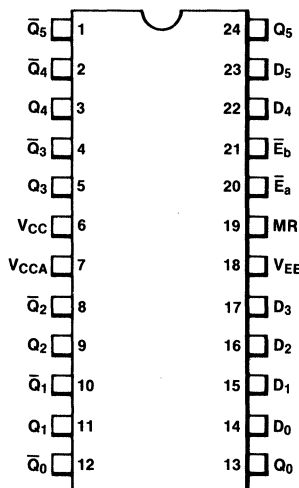 Q̅₅ 1 24 Q₅
Q̅₄ 2 23 D₅
Q₄ 3 22 D₄
Q̅₃ 4 21 E̅b
Q₃ 5 20 E̅ₐ
VCC 6 19 MR
VCCA 7 18 VEE
Q̅₂ 8 17 D₃
Q₂ 9 16 D₂
Q̅₁ 10 15 D₁
Q₁ 11 14 D₀
Q̅₀ 12 13 Q₀